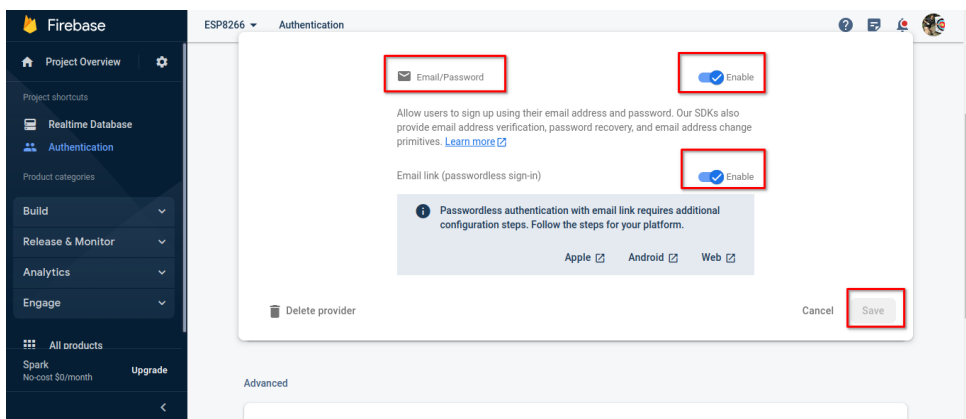 Firebase
ESP8266
Authentication
Project Overview
Project shortcuts
Realtime Database
Authentication
Product categories
Build
Release & Monitor
Analytics
Engage
All products
Spark
No-cost $0/month
Upgrade
Email/Password
Enable
Allow users to sign up using their email address and password. Our SDKs also
provide email address verification, password recovery, and email address change
primitives. Learn more
Email link (passwordless sign-in)
Enable
Passwordless authentication with email link requires additional
configuration steps. Follow the steps for your platform.
Apple
Android
Web
Delete provider
Cancel
Save
Advanced